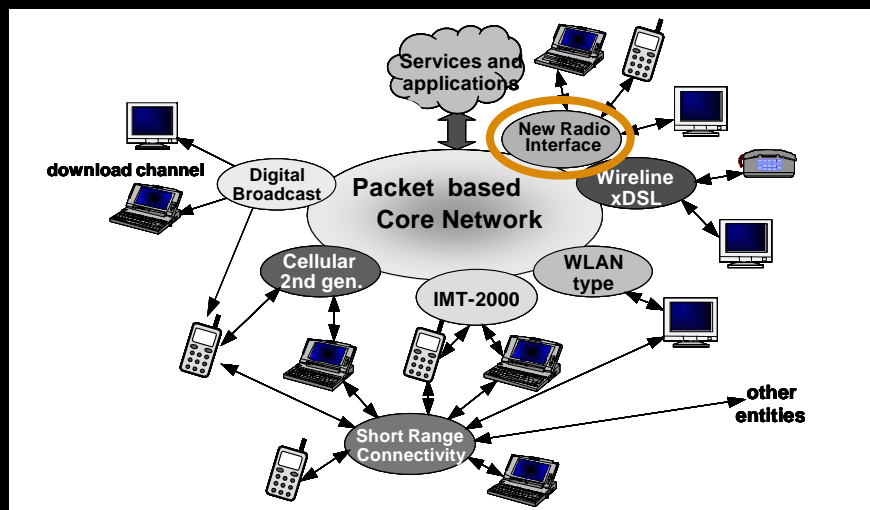 Services and
applications
New Radio
Interface
download channel
Digital
Broadcast
Packet based
Core Network
Wireline
xDSL
Cellular
2nd gen.
WLAN
type
IMT-2000
other
entities
Short Range
Connectivity